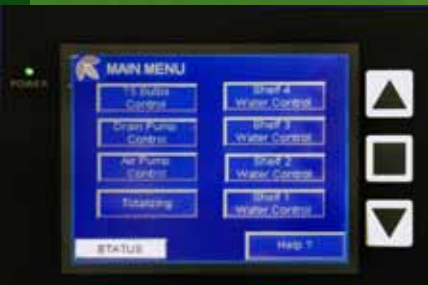 POWER
MAIN MENU
T5 Bulbs
Control
Drain Pump
Control
Air Pump
Control
Totalizing
Shelf 4
Water Control
Shelf 3
Water Control
Shelf 2
Water Control
Shelf 1
Water Control
STATUS
Help ?